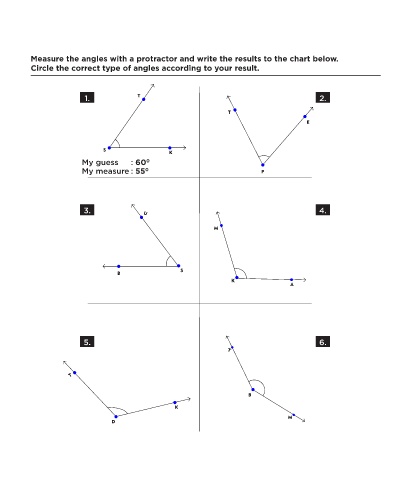 Measure the angles with a protractor and write the results to the chart below.
Circle the correct type of angles according to your result.
1.
T
S
K
My guess : 60°
My measure : 55°
2.
T
E
P
3.
D
B
S
4.
M
K
A
5.
D
K
6.
B
M